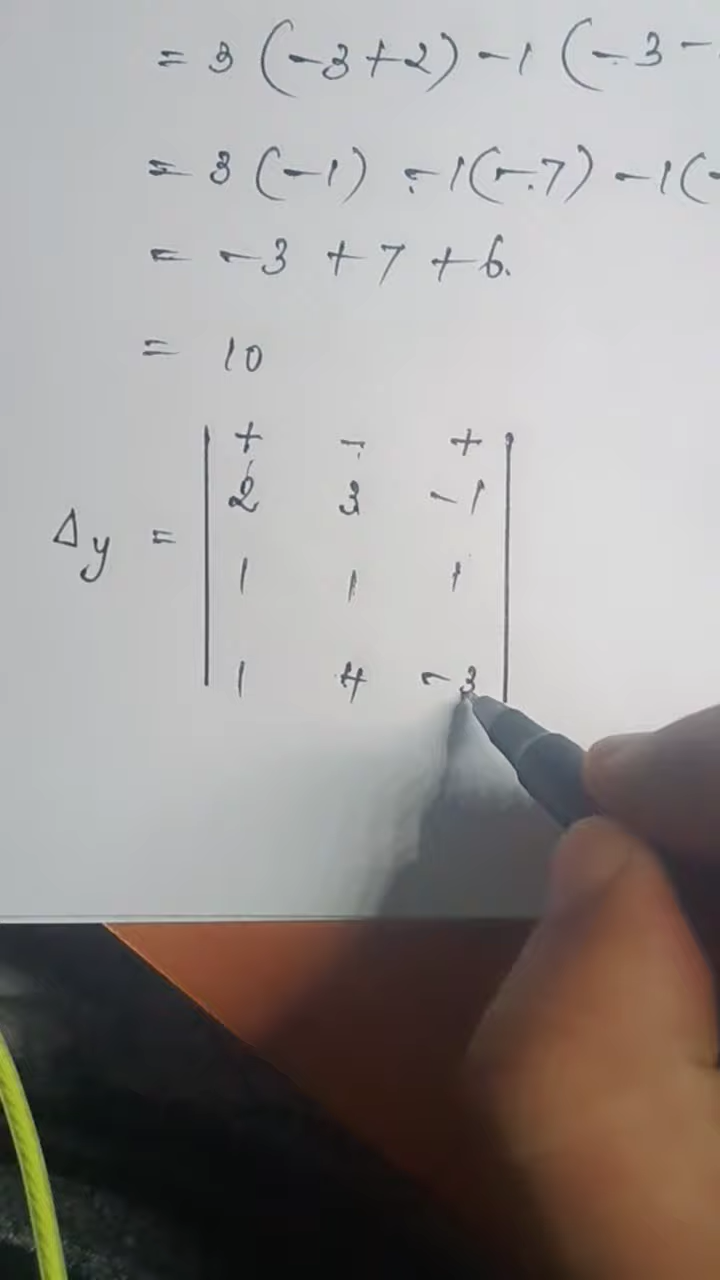 = 3 (-3+2) -1 (-3-
= 3 (-1) -1(-7) -1(-
= -3 +7 +6.
= 10
+ - +
2 3 -1
Δy =
1 1 1
1 4 -3